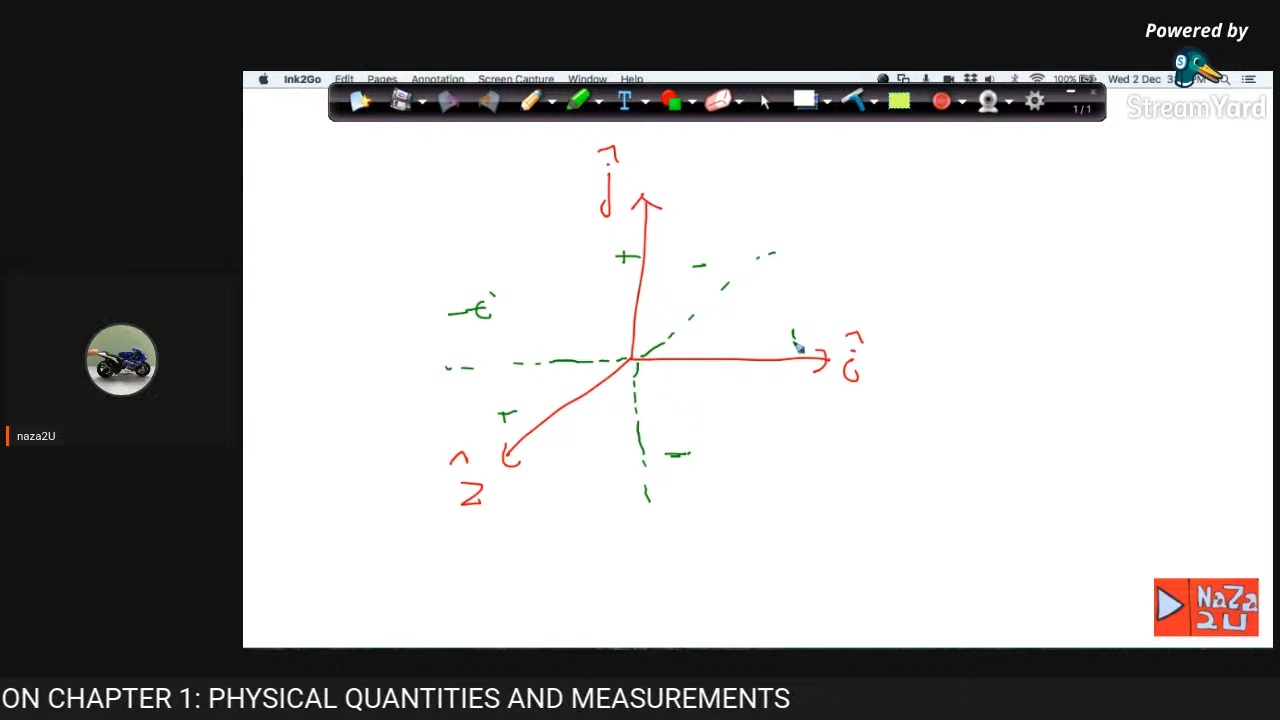 Powered by
StreamYard
Ink2Go Edit Pages Annotation Screen Capture Window Help 100% Wed 2 Dec
1/1
ĵ
+ -
-i
î
+
ẑ
-
naza2U
NaZa
2U
ON CHAPTER 1: PHYSICAL QUANTITIES AND MEASUREMENTS